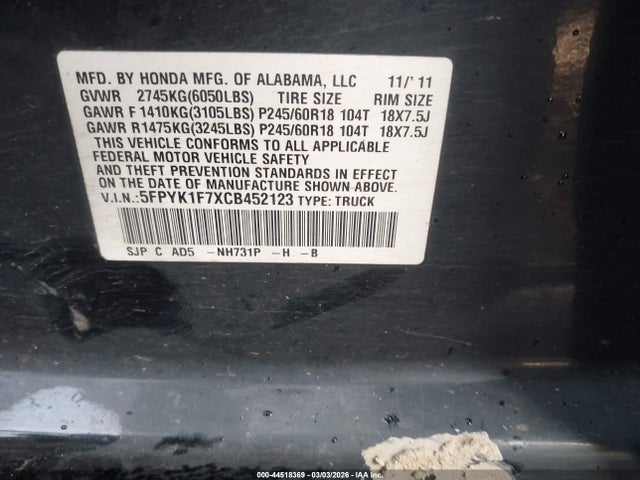 MFD. BY HONDA MFG. OF ALABAMA, LLC 11/'11
GVWR 2745KG(6050LBS) TIRE SIZE RIM SIZE
GAWR F 1410KG(3105LBS) P245/60R18 104T 18X7.5J
GAWR R1475KG(3245LBS) P245/60R18 104T 18X7.5J
THIS VEHICLE CONFORMS TO ALL APPLICABLE
FEDERAL MOTOR VEHICLE SAFETY
AND THEFT PREVENTION STANDARDS IN EFFECT
ON THE DATE OF MANUFACTURE SHOWN ABOVE.
V.I.N.:5FPYK1F7XCB452123 TYPE: TRUCK
SJP C AD5 -NH731P -H -B
000-44518369 - 03/03/2026 - IAAI.COM